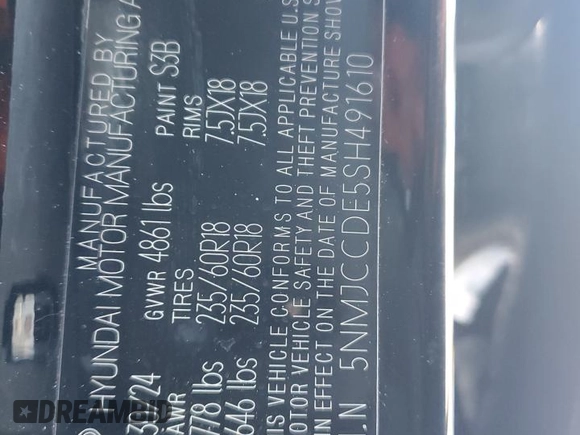 MANUFACTURED BY
HYUNDAI MOTOR MANUFACTURING A
24 GVWR 4861 lbs PAINT S3B
TIRES RIMS
778 lbs 235/60R18 7.5JX18
646 lbs 235/60R18 7.5JX18
IS VEHICLE CONFORMS TO ALL APPLICABLE U.S
OTOR VEHICLE SAFETY AND THEFT PREVENTION S
IN EFFECT ON THE DATE OF MANUFACTURE SHOW
I.N 5NMJCCDE5SH491610
DREAMBID